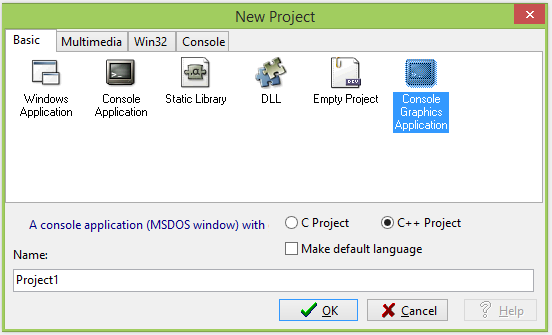 New Project
Basic Multimedia Win32 Console
Windows Application
Console Application
Static Library
DLL
Empty Project
Console Graphics Application
A console application (MSDOS window) with
C Project
C++ Project
Make default language
Name:
Project1
OK
Cancel
Help